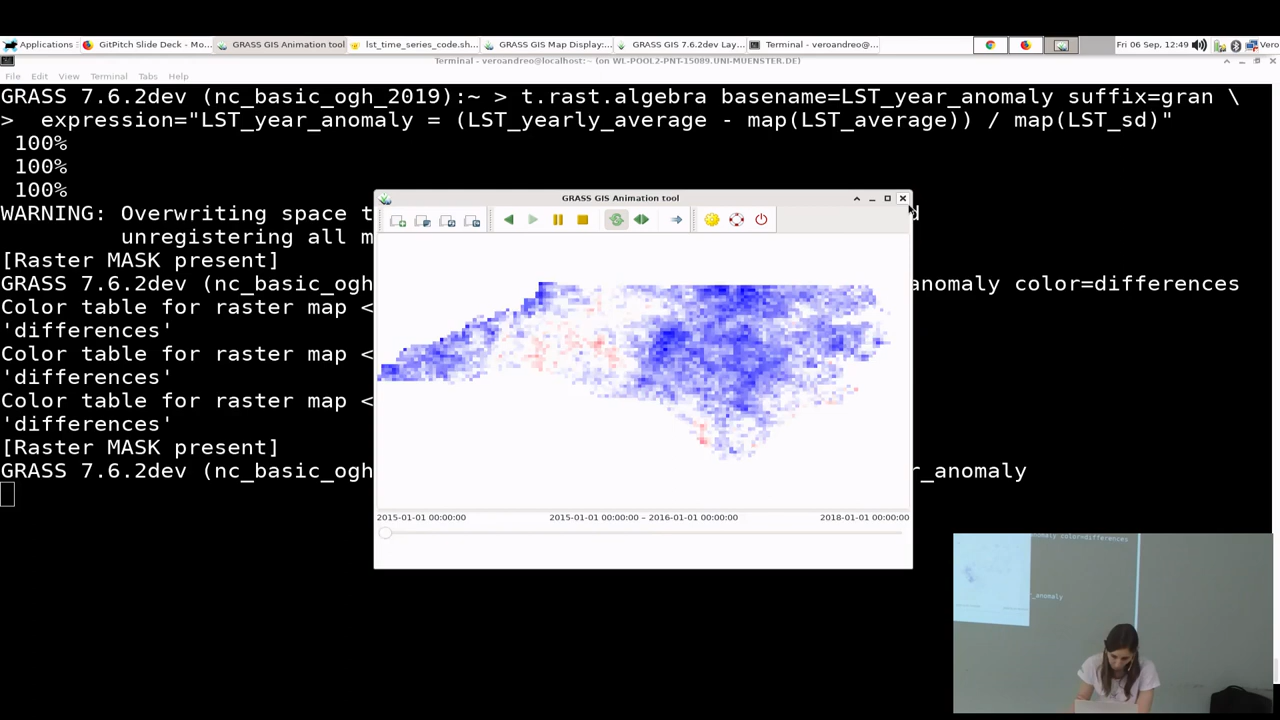 Applications
GitPitch Slide Deck - Mo...
GRASS GIS Animation tool
lst_time_series_code.sh...
GRASS GIS Map Display:...
GRASS GIS 7.6.2dev Lay...
Terminal - veroandreo@...
Fri 06 Sep, 12:49
Vero
Terminal - veroandreo@localhost:~ (on WL-POOL2-PNT-15089.UNI-MUENSTER.DE)
File Edit View Terminal Tabs Help
GRASS 7.6.2dev (nc_basic_ogh_2019):~ > t.rast.algebra basename=LST_year_anomaly suffix=gran \
> expression="LST_year_anomaly = (LST_yearly_average - map(LST_average)) / map(LST_sd)"
100%
100%
100%
WARNING: Overwriting space t
unregistering all m
[Raster MASK present]
GRASS 7.6.2dev (nc_basic_ogh anomaly color=differences
Color table for raster map <
'differences'
Color table for raster map <
'differences'
Color table for raster map <
'differences'
[Raster MASK present]
GRASS 7.6.2dev (nc_basic_ogh r_anomaly
GRASS GIS Animation tool
2015-01-01 00:00:00
2015-01-01 00:00:00 – 2016-01-01 00:00:00
2018-01-01 00:00:00
anomaly color=differences
_anomaly